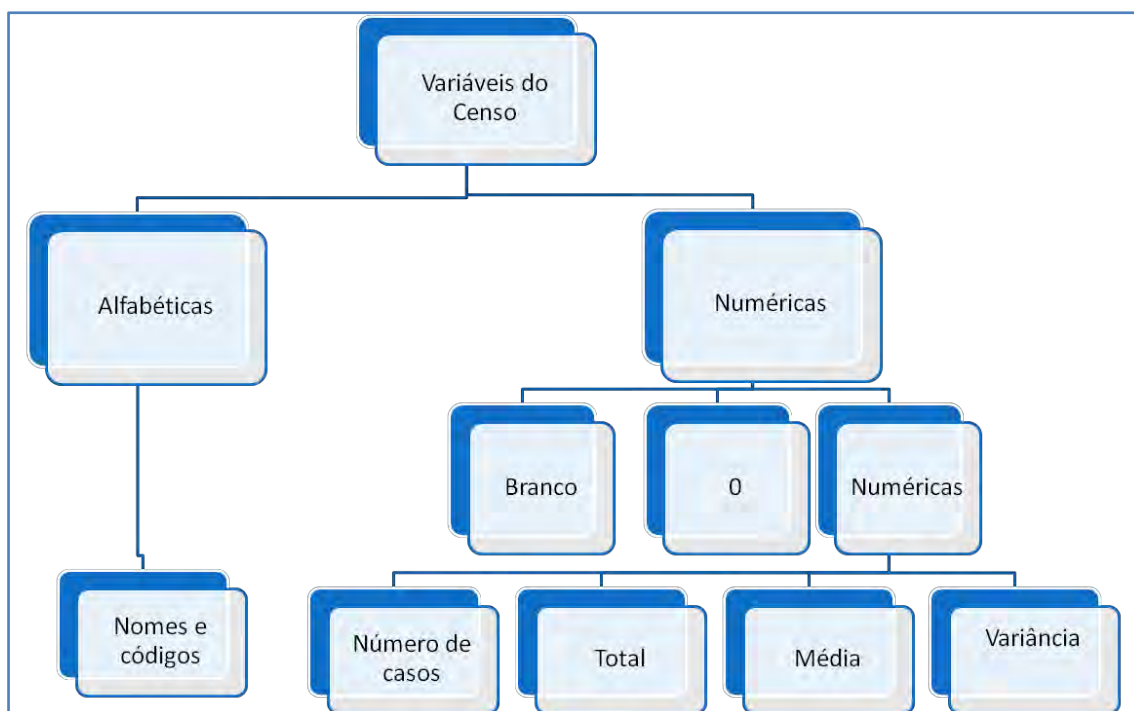 Variáveis do
Censo
Alfabéticas
Numéricas
Branco
0
Numéricas
Nomes e
códigos
Número de
casos
Total
Média
Variância